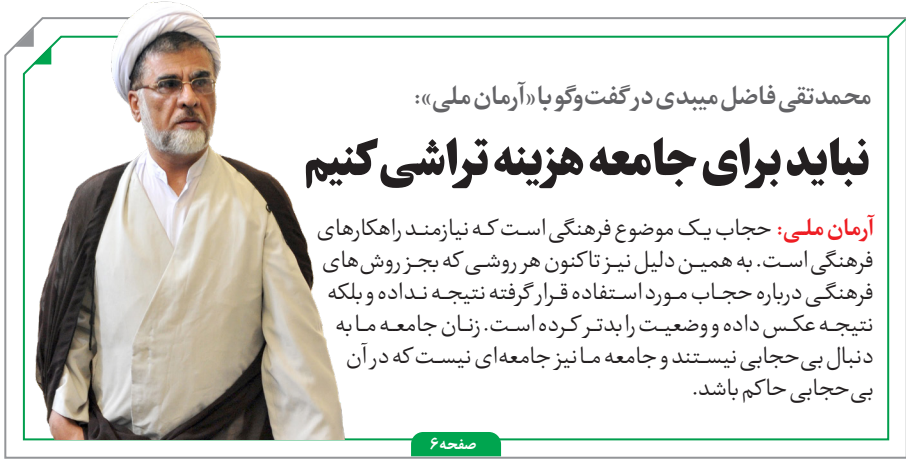 محمدتقی فاضل میبدی در گفت‌وگو با «آرمان ملی»:
نباید برای جامعه هزینه تراشی کنیم
آرمان ملی: حجاب یک موضوع فرهنگی است که نیازمند راهکارهای
فرهنگی است. به همین دلیل نیز تاکنون هر روشی که بجز روش‌های
فرهنگی درباره حجاب مورد استفاده قرار گرفته نتیجه نداده و بلکه
نتیجه عکس داده و وضعیت را بدتر کرده است. زنان جامعه ما به
دنبال بی‌حجابی نیستند و جامعه ما نیز جامعه‌ای نیست که در آن
بی‌حجابی حاکم باشد.
صفحه۶